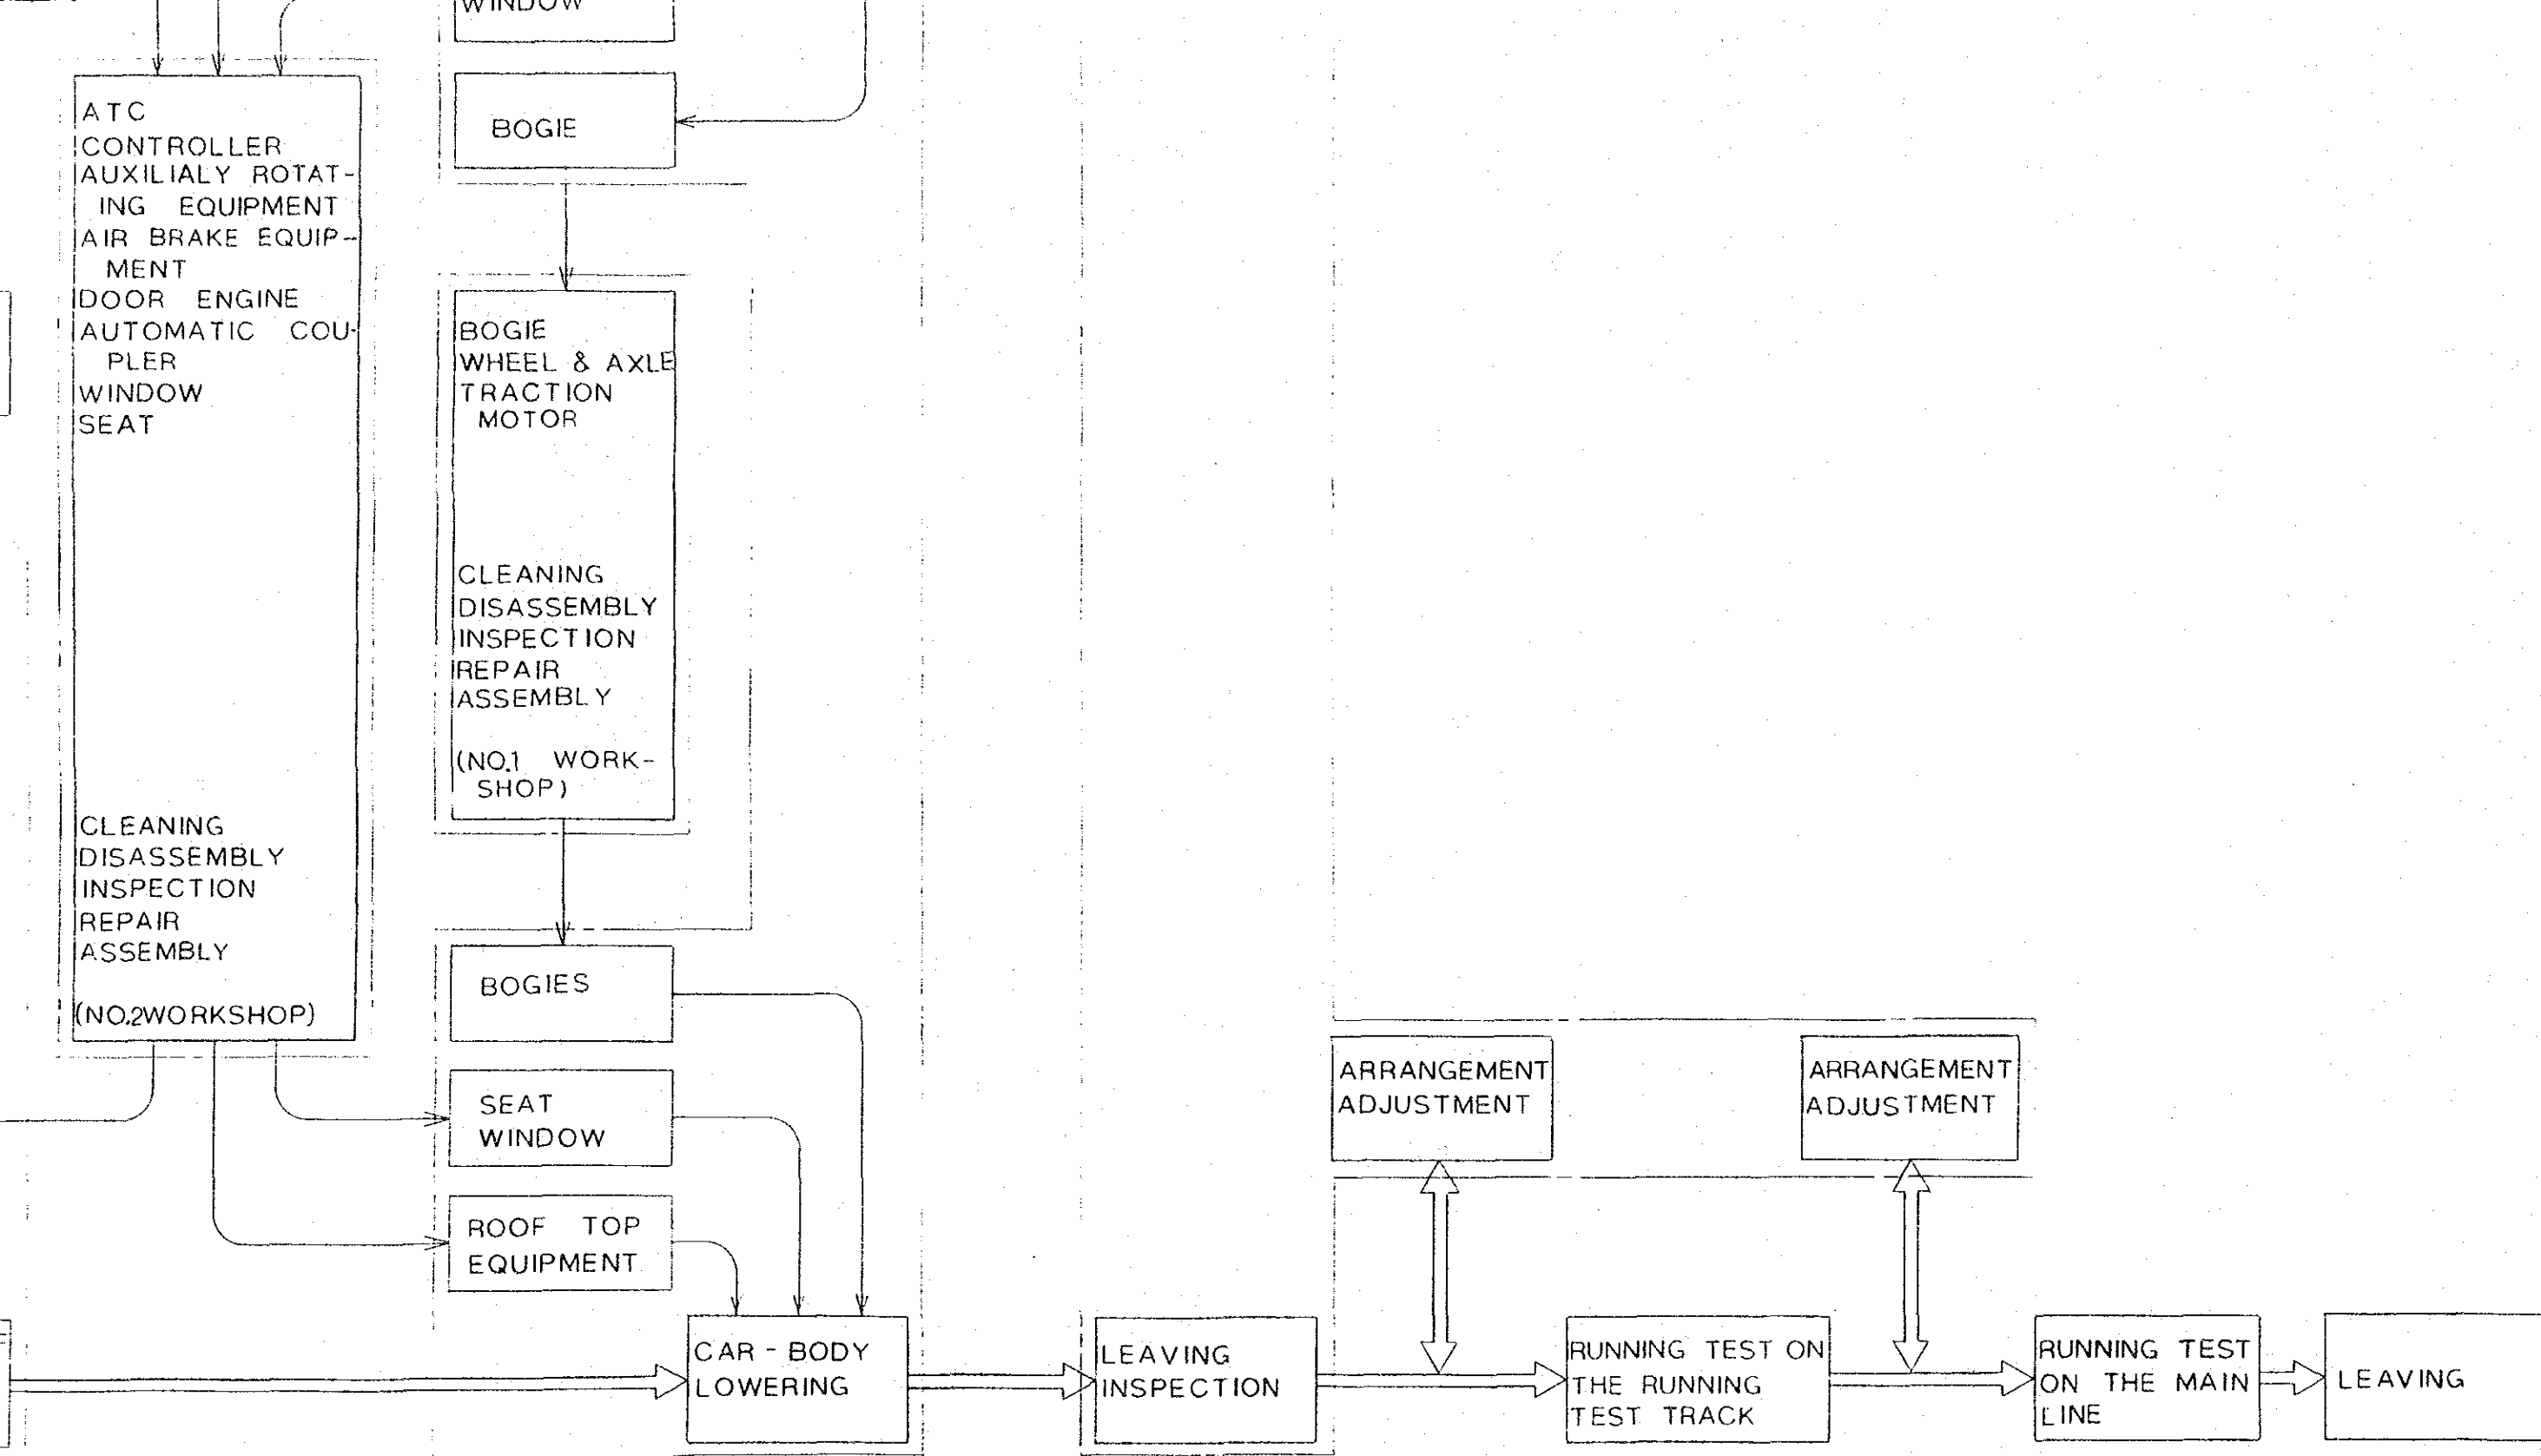 WINDOW
BOGIE
ATC
CONTROLLER
AUXILIALY ROTAT-
ING EQUIPMENT
AIR BRAKE EQUIP-
MENT
DOOR ENGINE
AUTOMATIC COU-
PLER
WINDOW
SEAT
CLEANING
DISASSEMBLY
INSPECTION
REPAIR
ASSEMBLY
(NO.2WORKSHOP)
BOGIE
WHEEL & AXLE
TRACTION
MOTOR
CLEANING
DISASSEMBLY
INSPECTION
REPAIR
ASSEMBLY
(NO.1 WORK-
SHOP)
BOGIES
SEAT
WINDOW
ROOF TOP
EQUIPMENT
CAR-BODY
LOWERING
LEAVING
INSPECTION
ARRANGEMENT
ADJUSTMENT
RUNNING TEST ON
THE RUNNING
TEST TRACK
ARRANGEMENT
ADJUSTMENT
RUNNING TEST
ON THE MAIN
LINE
LEAVING